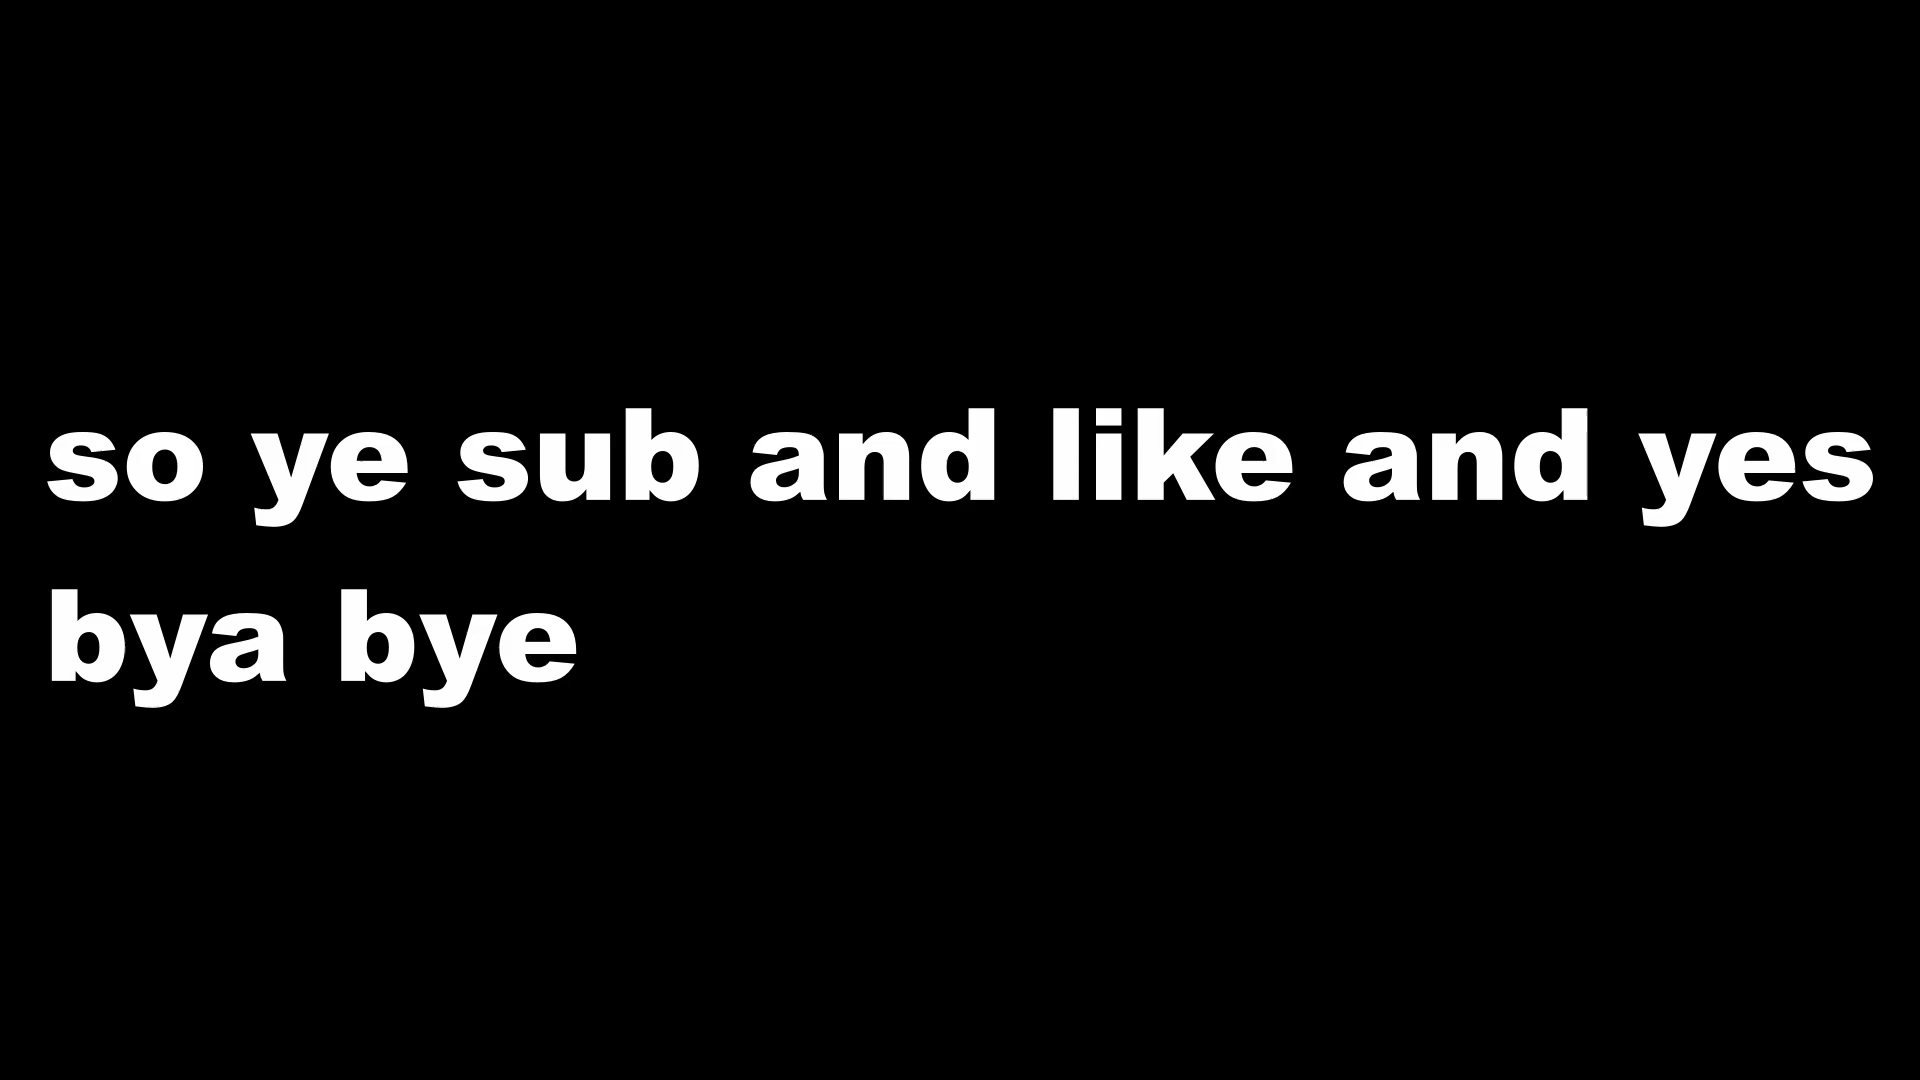 so ye sub and like and yes
bya bye